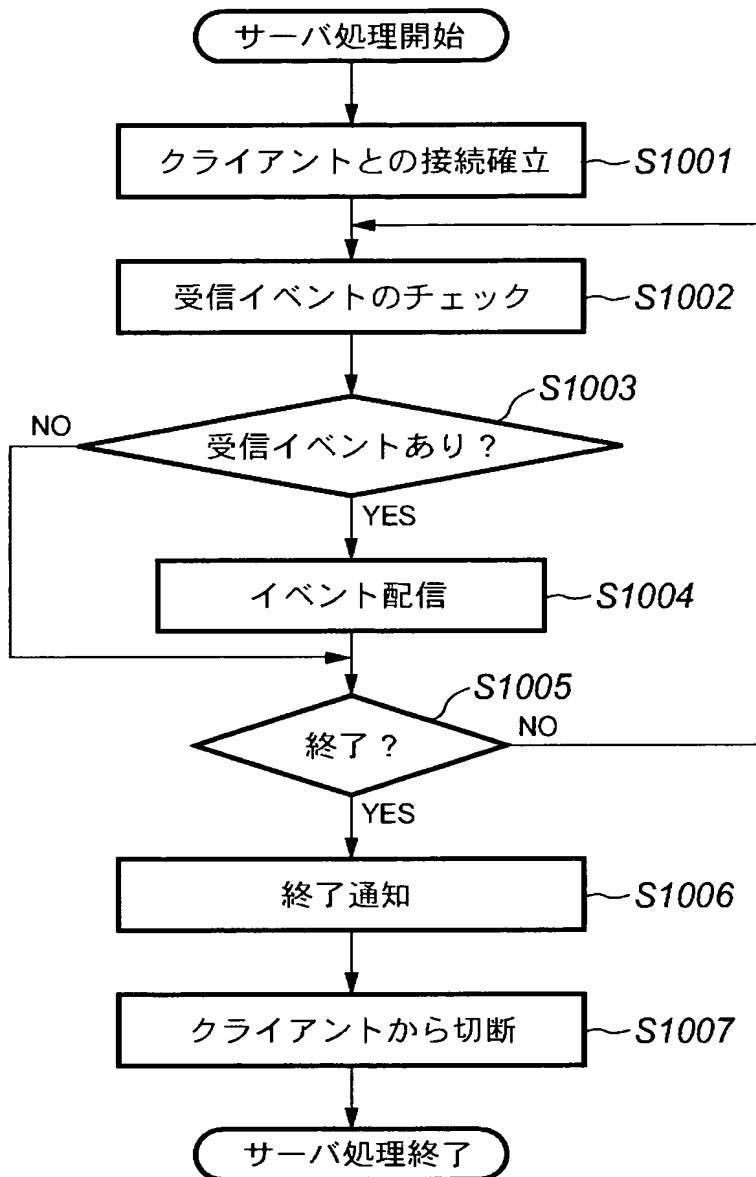 サーバ処理開始
クライアントとの接続確立
S1001
受信イベントのチェック
S1002
S1003
NO
受信イベントあり？
YES
イベント配信
S1004
S1005
終了？
NO
YES
終了通知
S1006
クライアントから切断
S1007
サーバ処理終了